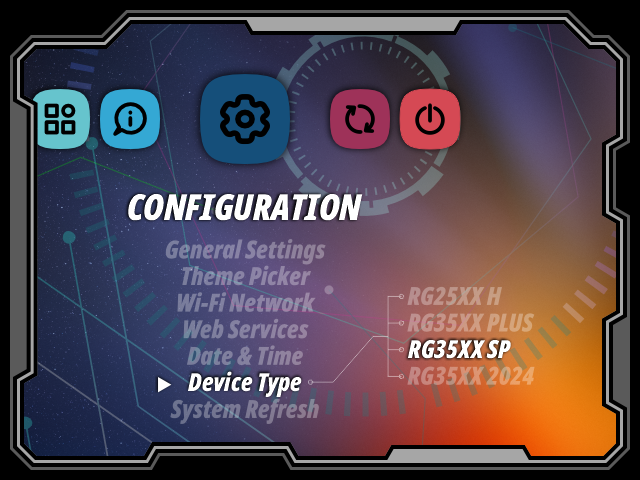 CONFIGURATION
General Settings
Theme Picker
Wi-Fi Network
Web Services
Date & Time
Device Type
System Refresh
RG25XX H
RG35XX PLUS
RG35XX SP
RG35XX 2024